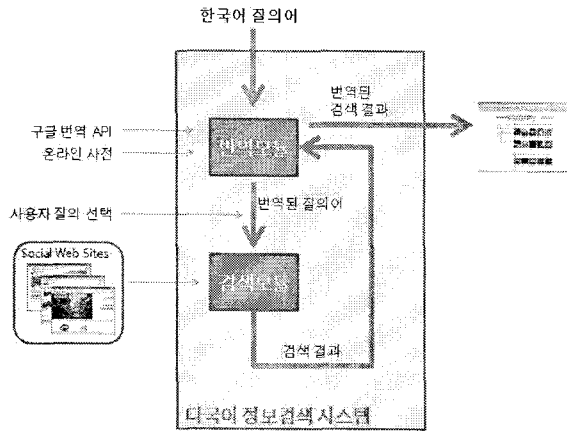 한국어 질의어
번역된
검색 결과
구글 번역 API
온라인 사전
번역모듈
사용자 질의 선택
번역된 질의어
Social Web Sites
검색모듈
검색 결과
다국어 정보검색 시스템